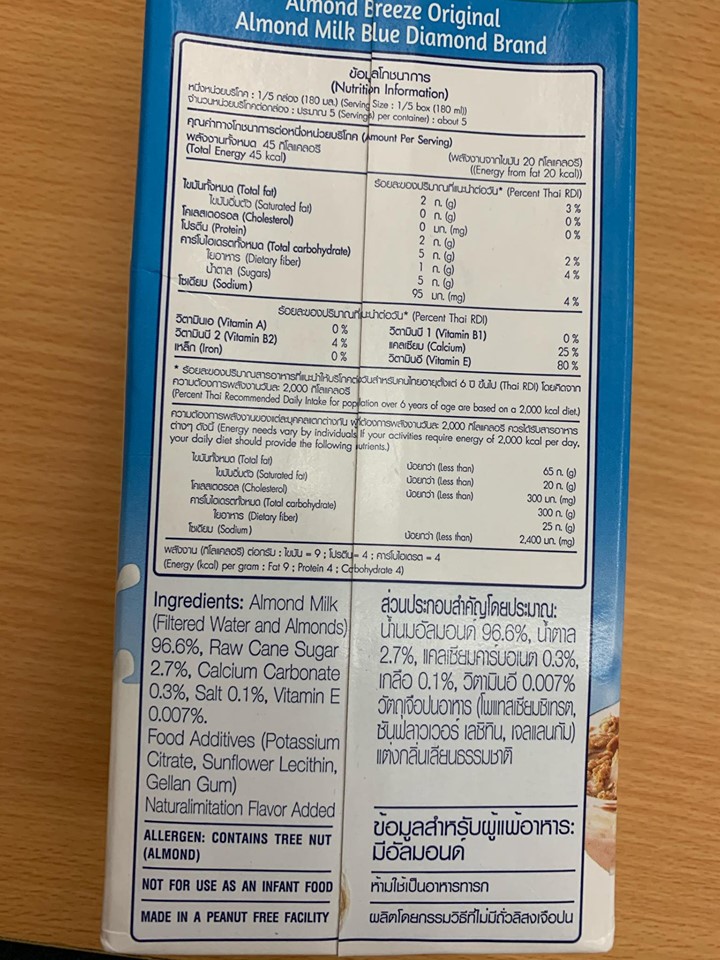 Almond Breeze Original
Almond Milk Blue Diamond Brand
ข้อมูลโภชนาการ
(Nutrition Information)
หนึ่งหน่วยบริโภค : 1/5 กล่อง (180 มล.) (Serving Size : 1/5 box (180 ml))
จำนวนหน่วยบริโภคต่อกล่อง : ประมาณ 5 (Serving(s) per container) : about 5
คุณค่าทางโภชนาการต่อหนึ่งหน่วยบริโภค (Amount Per Serving)
พลังงานทั้งหมด 45 กิโลแคลอรี (พลังงานจากไขมัน 20 กิโลแคลอรี)
(Total Energy 45 kcal) ((Energy from fat 20 kcal))
ร้อยละของปริมาณที่แนะนำต่อวัน* (Percent Thai RDI)
ไขมันทั้งหมด (Total fat) 2 ก. (g) 3 %
ไขมันอิ่มตัว (Saturated fat) 0 ก. (g) 0 %
โคเลสเตอรอล (Cholesterol) 0 มก. (mg) 0 %
โปรตีน (Protein) 2 ก. (g)
คาร์โบไฮเดรตทั้งหมด (Total carbohydrate) 5 ก. (g) 2 %
ใยอาหาร (Dietary fiber) 1 ก. (g) 4 %
น้ำตาล (Sugars) 5 ก. (g)
โซเดียม (Sodium) 95 มก. (mg) 4 %
ร้อยละของปริมาณที่แนะนำต่อวัน* (Percent Thai RDI)
วิตามินเอ (Vitamin A) 0 % วิตามินบี 1 (Vitamin B1) 0 %
วิตามินบี 2 (Vitamin B2) 4 % แคลเซียม (Calcium) 25 %
เหล็ก (Iron) 0 % วิตามินอี (Vitamin E) 80 %
* ร้อยละของปริมาณสารอาหารที่แนะนำให้บริโภคต่อวันสำหรับคนไทยอายุตั้งแต่ 6 ปี ขึ้นไป (Thai RDI) โดยคิดจาก
ความต้องการพลังงานวันละ 2,000 กิโลแคลอรี
(Percent Thai Recommended Daily Intake for population over 6 years of age are based on a 2,000 kcal diet.)
ความต้องการพลังงานของแต่ละบุคคลแตกต่างกัน ผู้ที่ต้องการพลังงานวันละ 2,000 กิโลแคลอรี ควรได้รับสารอาหาร
ต่างๆ ดังนี้ (Energy needs vary by individuals If your activities require energy of 2,000 kcal per day,
your daily diet should provide the following nutrients.)
ไขมันทั้งหมด (Total fat) น้อยกว่า (Less than) 65 ก. (g)
ไขมันอิ่มตัว (Saturated fat) น้อยกว่า (Less than) 20 ก. (g)
โคเลสเตอรอล (Cholesterol) น้อยกว่า (Less than) 300 มก. (mg)
คาร์โบไฮเดรตทั้งหมด (Total carbohydrate) 300 ก. (g)
ใยอาหาร (Dietary fiber) 25 ก. (g)
โซเดียม (Sodium) น้อยกว่า (Less than) 2,400 มก. (mg)
พลังงาน (กิโลแคลอรี) ต่อกรัม : ไขมัน = 9 ; โปรตีน = 4 ; คาร์โบไฮเดรต = 4
(Energy (kcal) per gram : Fat 9 ; Protein 4 ; Carbohydrate 4)
Ingredients: Almond Milk
(Filtered Water and Almonds)
96.6%, Raw Cane Sugar
2.7%, Calcium Carbonate
0.3%, Salt 0.1%, Vitamin E
0.007%.
Food Additives (Potassium
Citrate, Sunflower Lecithin,
Gellan Gum)
Naturalimitation Flavor Added
ALLERGEN: CONTAINS TREE NUT
(ALMOND)
NOT FOR USE AS AN INFANT FOOD
MADE IN A PEANUT FREE FACILITY
ส่วนประกอบสำคัญโดยประมาณ:
น้ำนมอัลมอนด์ 96.6%, น้ำตาล
2.7%, แคลเซียมคาร์บอเนต 0.3%,
เกลือ 0.1%, วิตามินอี 0.007%
วัตถุเจือปนอาหาร (โพแทสเซียมซิเทรต,
ซันฟลาวเวอร์ เลซิทิน, เจลแลนกัม)
แต่งกลิ่นเลียนธรรมชาติ
ข้อมูลสำหรับผู้แพ้อาหาร:
มีอัลมอนด์
ห้ามใช้เป็นอาหารทารก
ผลิตโดยกรรมวิธีที่ไม่มีถั่วลิสงเจือปน